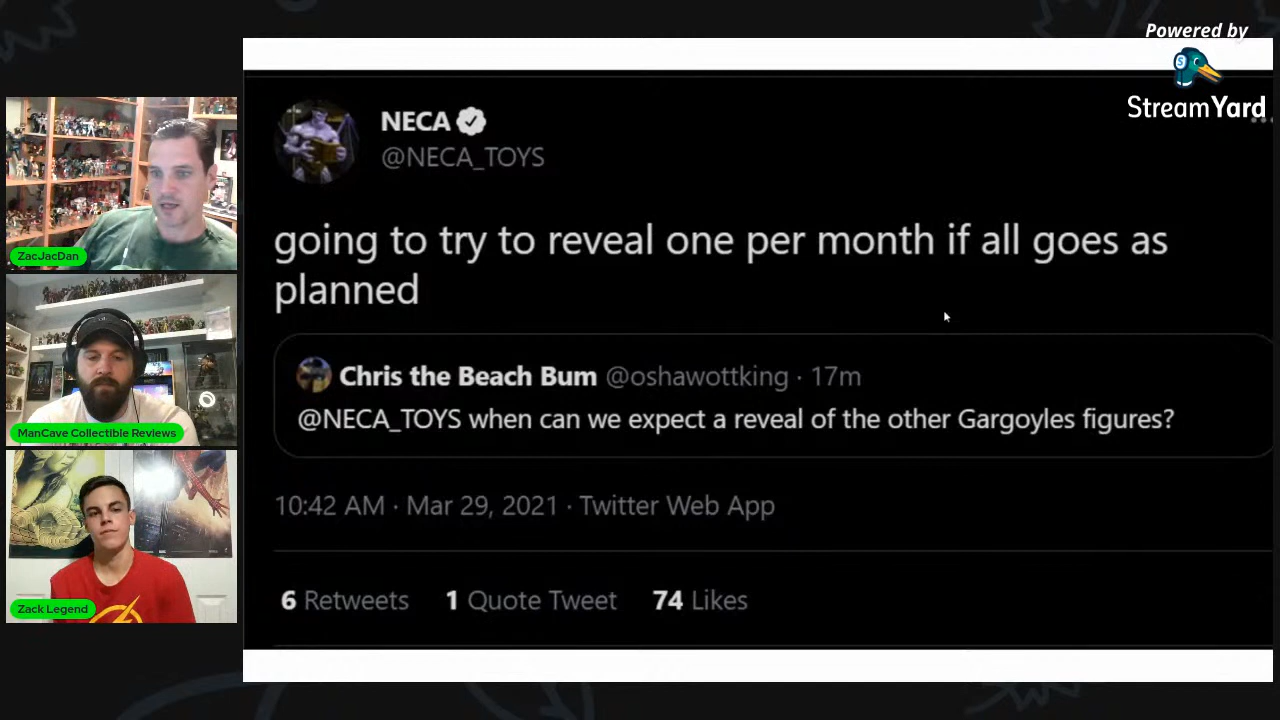 Powered by
StreamYard
NECA
@NECA_TOYS
going to try to reveal one per month if all goes as
planned
Chris the Beach Bum @oshawottking · 17m
@NECA_TOYS when can we expect a reveal of the other Gargoyles figures?
10:42 AM · Mar 29, 2021 · Twitter Web App
6 Retweets 1 Quote Tweet 74 Likes
ZacJacDan
ManCave Collectible Reviews
Zack Legend